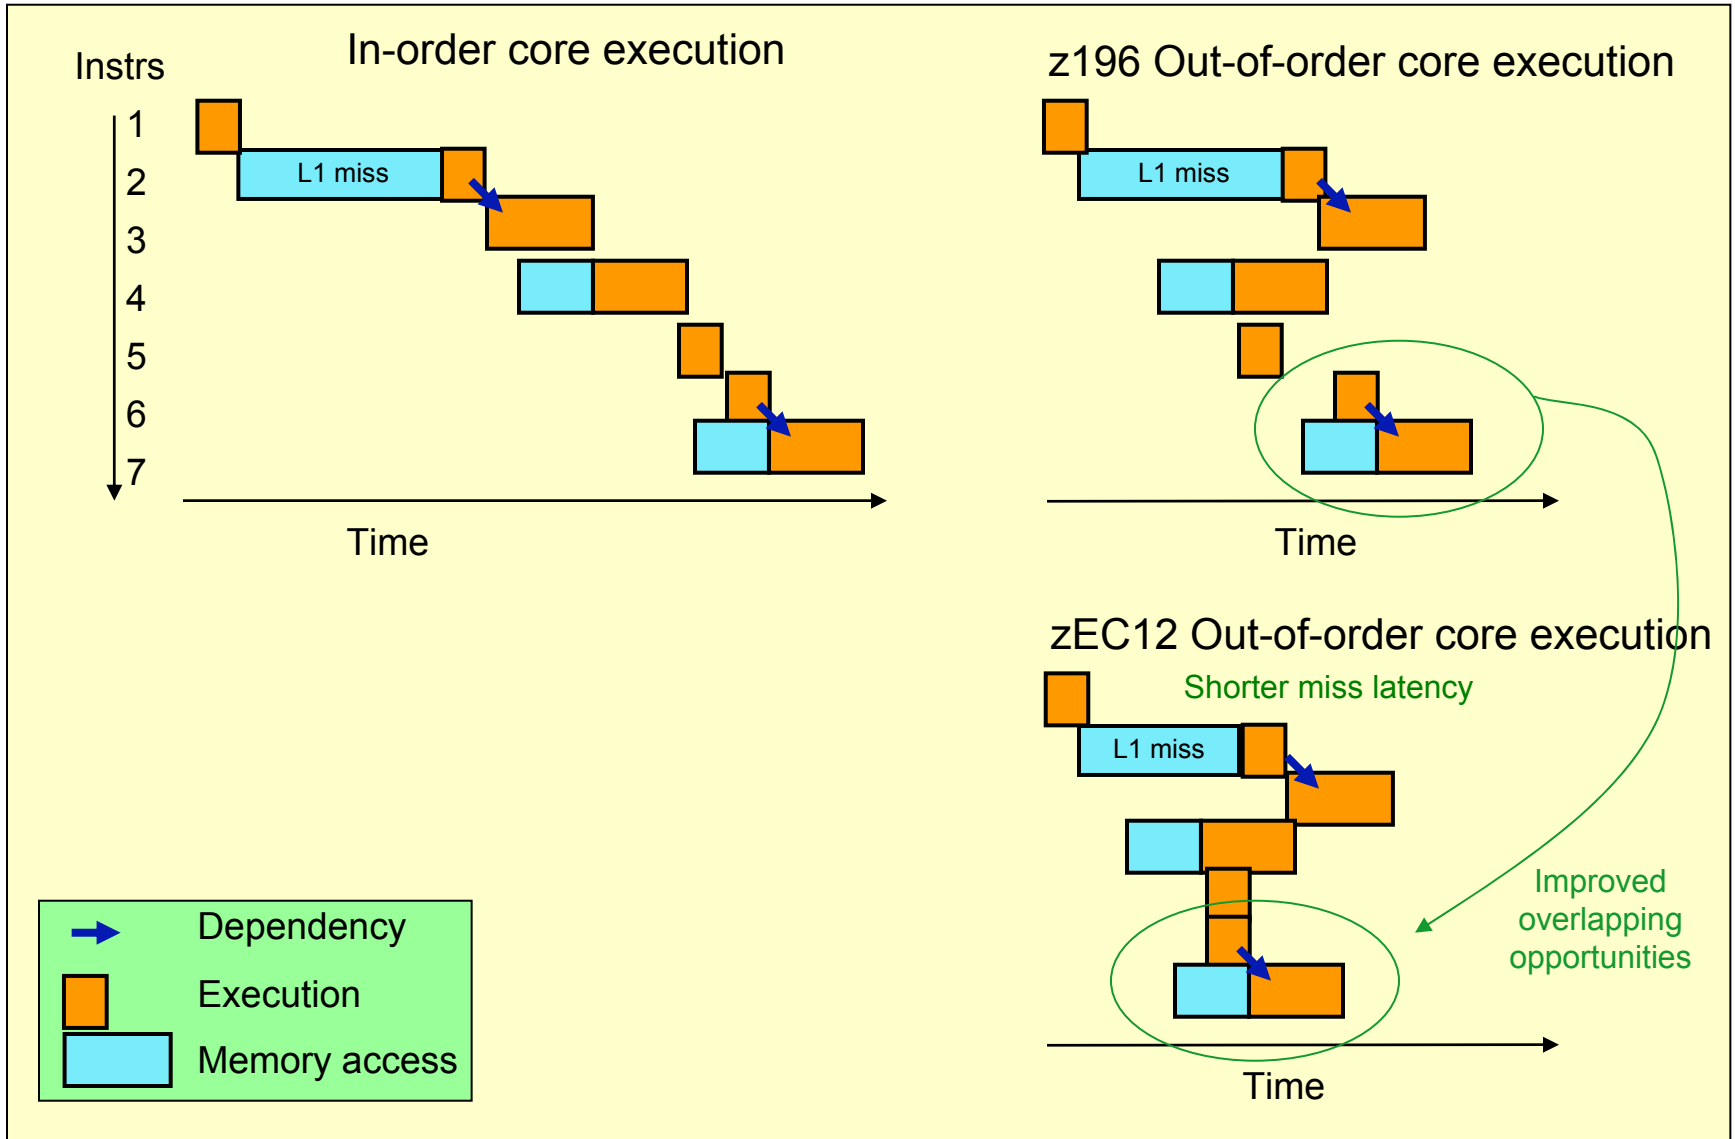 In-order core execution
Instrs
1
2
3
4
5
6
7
L1 miss
Time
z196 Out-of-order core execution
L1 miss
Time
zEC12 Out-of-order core execution
Shorter miss latency
L1 miss
Improved
overlapping
opportunities
Time
Dependency
Execution
Memory access